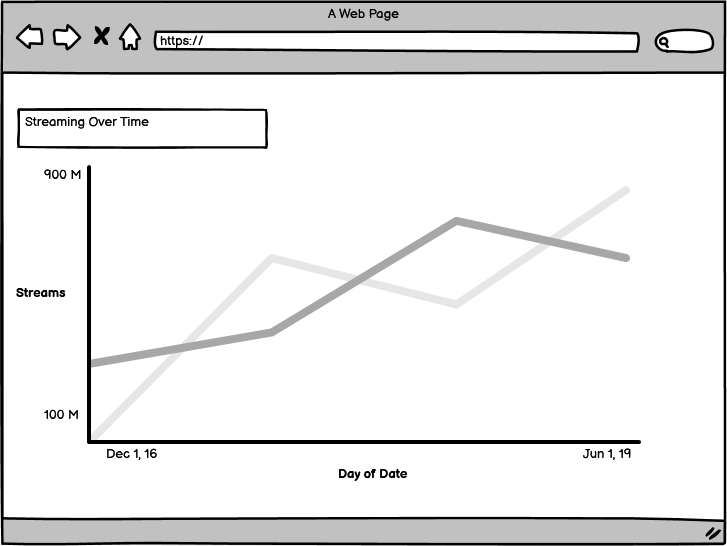 A Web Page
https://
Streaming Over Time
900 M
Streams
100 M
Dec 1, 16
Jun 1, 19
Day of Date